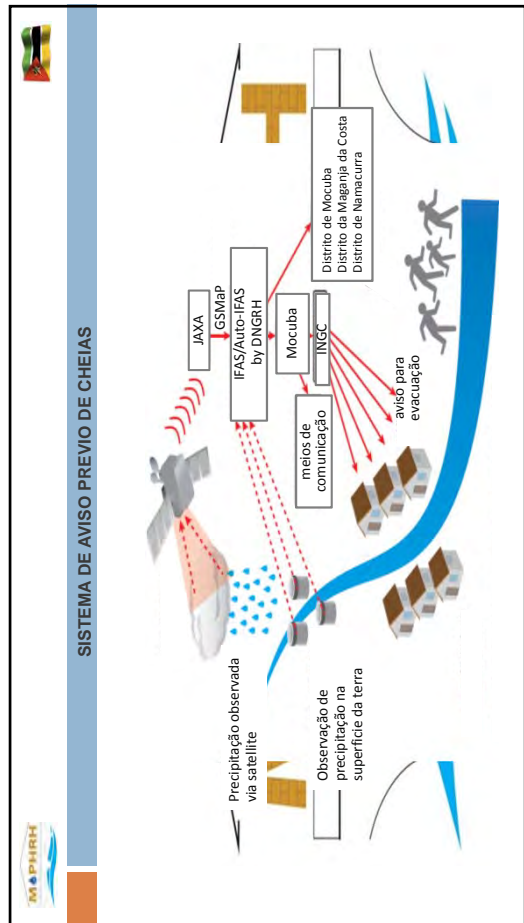 MOPHRH
SISTEMA DE AVISO PREVIO DE CHEIAS
Precipitação observada
via satellite
Observação de
precipitação na
superficie da terra
JAXA
GSMaP
IFAS/Auto-IFAS
by DNGRH
Mocuba
INGC
meios de
comunicação
aviso para
evacuação
Distrito de Mocuba
Distrito da Maganja da Costa
Distrito de Namacurra